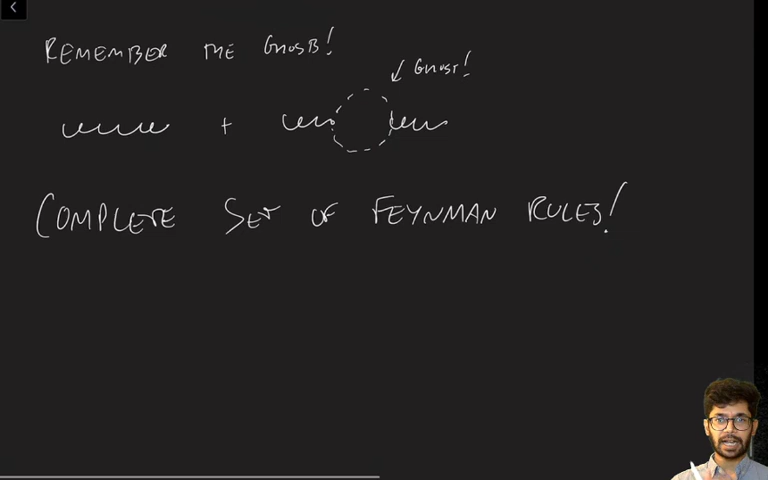 REMEMBER THE GHOSTS!
GHOST!
+
COMPLETE SET OF FEYNMAN RULES!